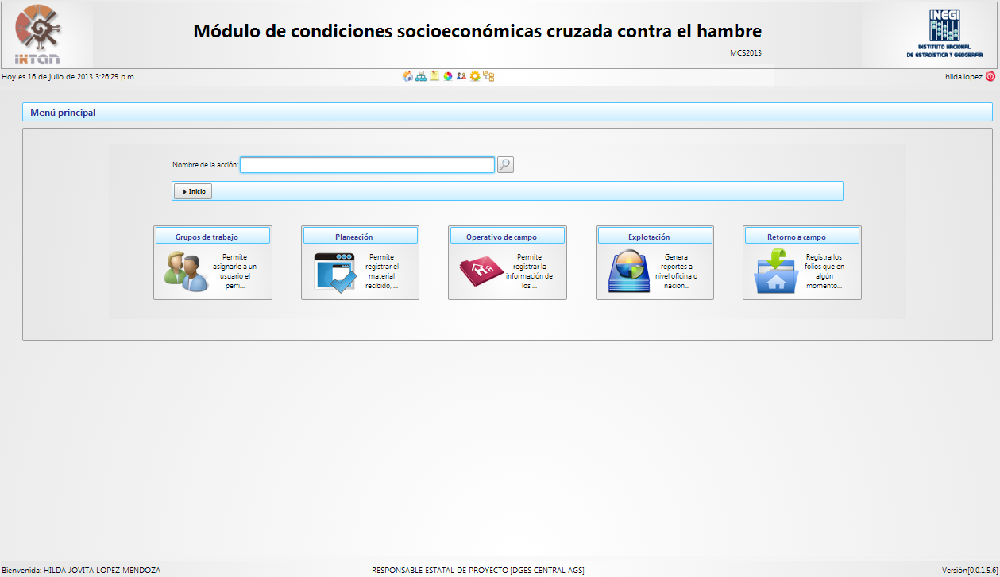 Módulo de condiciones socioeconómicas cruzada contra el hambre
MCS2013
iKTAN
INEGI
INSTITUTO NACIONAL
DE ESTADÍSTICA Y GEOGRAFÍA
Hoy es 16 de julio de 2013 3:26:29 p.m.
hilda.lopez
Menú principal
Nombre de la acción:
Inicio
Grupos de trabajo
Permite
asignarle a un
usuario el
perfi...
Planeación
Permite
registrar el
material
recibido, ...
Operativo de campo
Permite
registrar la
información de
los ...
Explotación
Genera
reportes a
nivel oficina o
nacion...
Retorno a campo
Registra los
folios que en
algún
momento...
Bienvenida: HILDA JOVITA LOPEZ MENDOZA
RESPONSABLE ESTATAL DE PROYECTO [DGES CENTRAL AGS]
Versión[0.0.1.5.6]